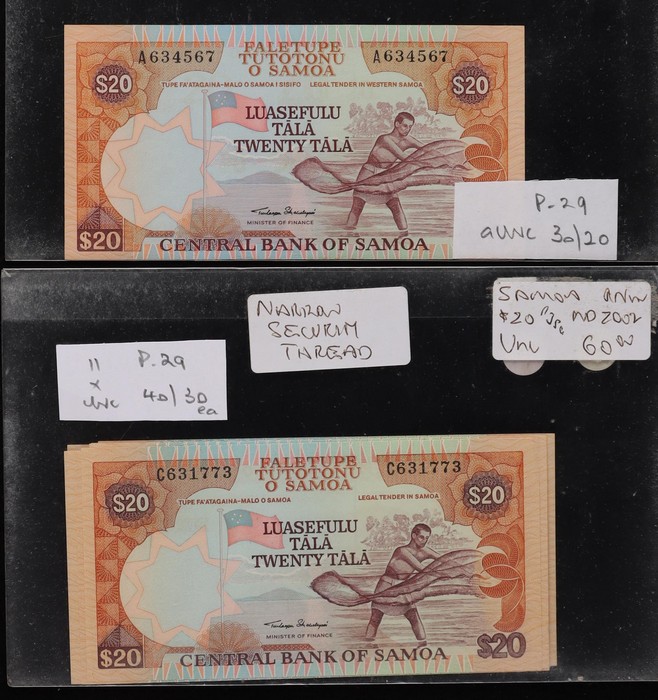 FALETUPE
TUTOTONU
O SAMOA
A634567
A634567
$20
$20
TUPE FA'ATAGAINA-MALO O SAMOA I SISIFO
LEGAL TENDER IN WESTERN SAMOA
LUASEFULU
TĀLĀ
TWENTY TĀLĀ
MINISTER OF FINANCE
$20
CENTRAL BANK OF SAMOA
P-29
aUNC 30/20
NARROW
SECURITY
THREAD
SAMOA
$20 ND 2002
UNC 60.00
11 P.29
x
UNC 40/30
ea
FALETUPE
TUTOTONU
O SAMOA
C631773
C631773
$20
$20
TUPE FA'ATAGAINA-MALO O SAMOA
LEGAL TENDER IN SAMOA
LUASEFULU
TĀLĀ
TWENTY TĀLĀ
MINISTER OF FINANCE
$20
CENTRAL BANK OF SAMOA
$20